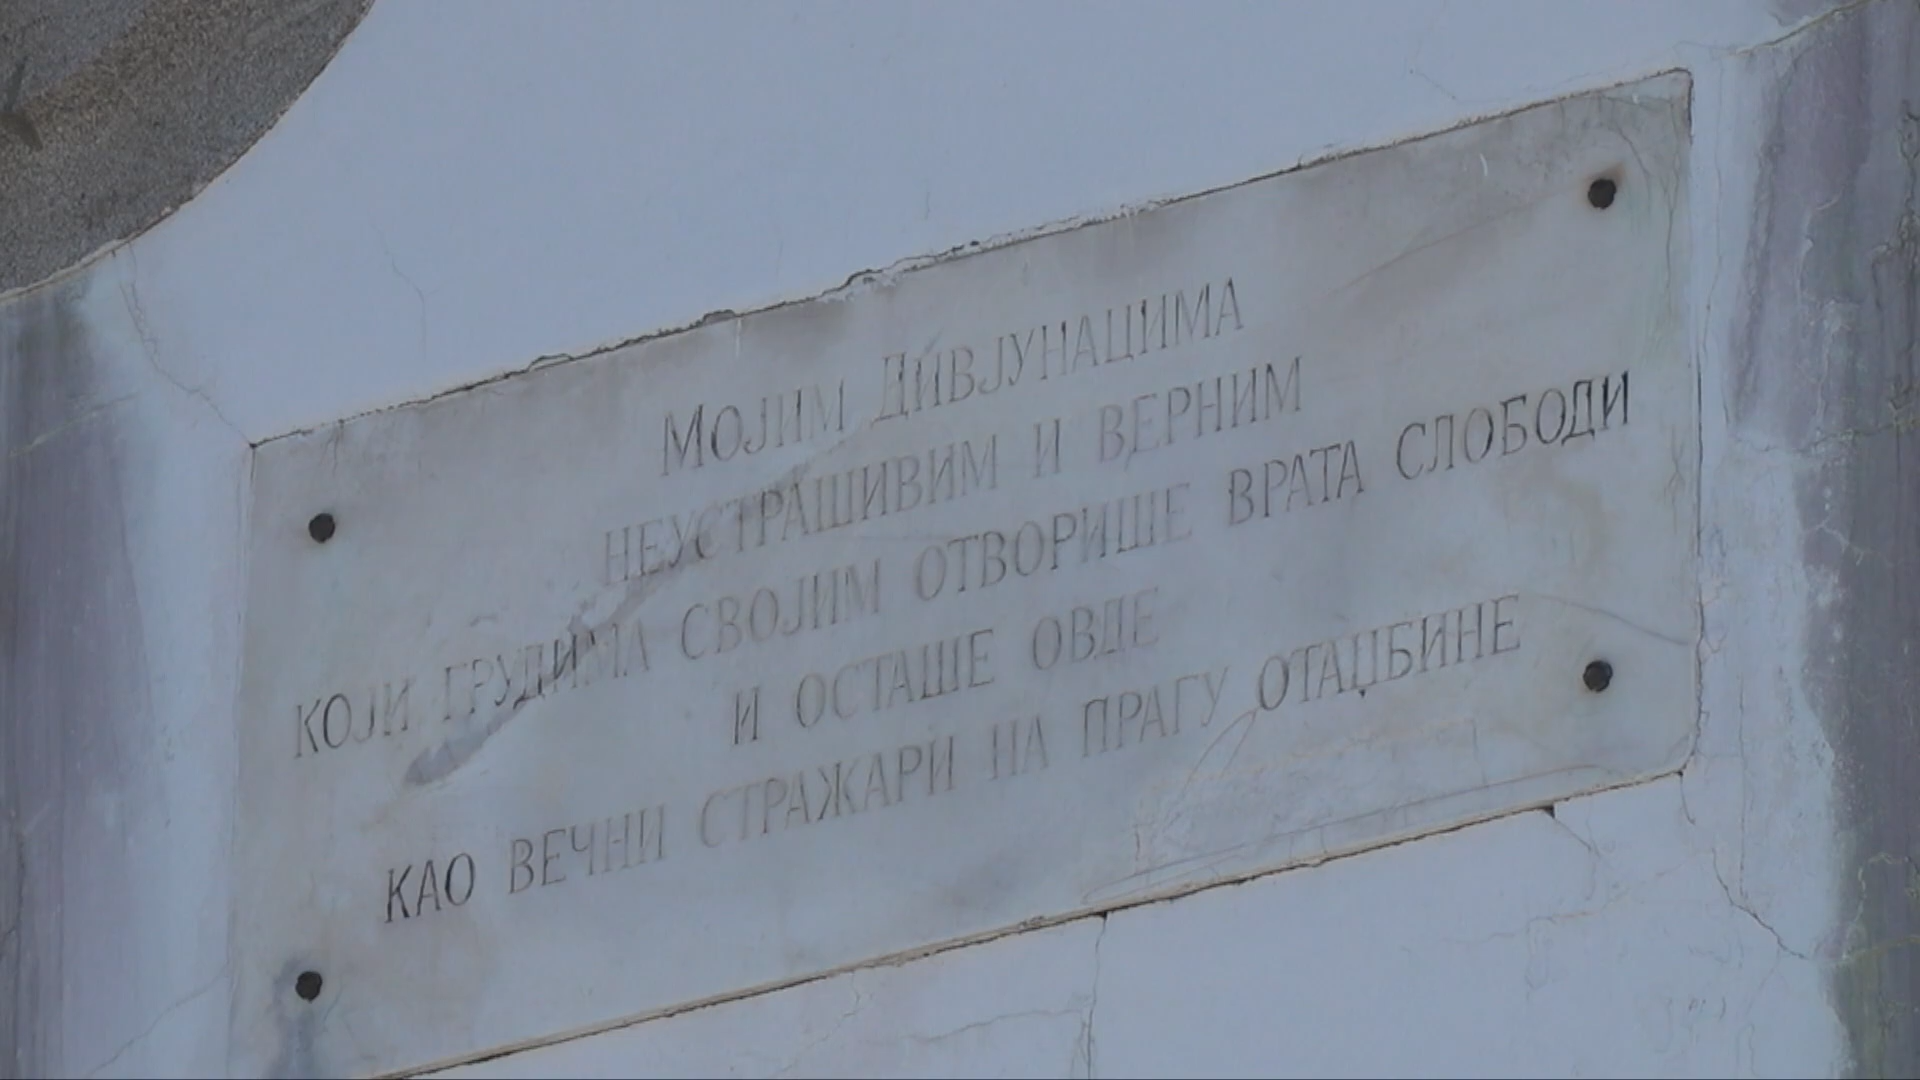 Мојим Дивјунацима
неустрашивим и верним
који грудима својим отворише врата слободи
и осташе овде
као вечни стражари на прагу отаџбине